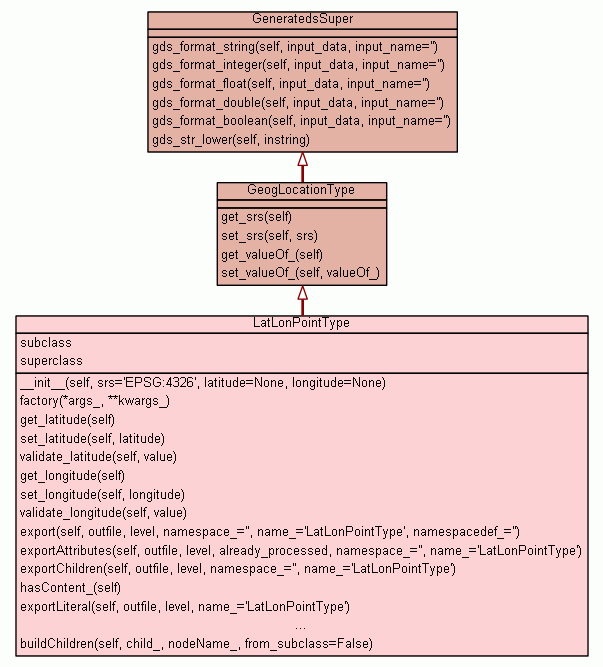 GeneratedsSuper
gds_format_string(self, input_data, input_name='')
gds_format_integer(self, input_data, input_name='')
gds_format_float(self, input_data, input_name='')
gds_format_double(self, input_data, input_name='')
gds_format_boolean(self, input_data, input_name='')
gds_str_lower(self, instring)
GeogLocationType
get_srs(self)
set_srs(self, srs)
get_valueOf_(self)
set_valueOf_(self, valueOf_)
LatLonPointType
subclass
superclass
__init__(self, srs='EPSG:4326', latitude=None, longitude=None)
factory(*args_, **kwargs_)
get_latitude(self)
set_latitude(self, latitude)
validate_latitude(self, value)
get_longitude(self)
set_longitude(self, longitude)
validate_longitude(self, value)
export(self, outfile, level, namespace_='', name_='LatLonPointType', namespacedef_='')
exportAttributes(self, outfile, level, already_processed, namespace_='', name_='LatLonPointType')
exportChildren(self, outfile, level, namespace_='', name_='LatLonPointType')
hasContent_(self)
exportLiteral(self, outfile, level, name_='LatLonPointType')
...
buildChildren(self, child_, nodeName_, from_subclass=False)